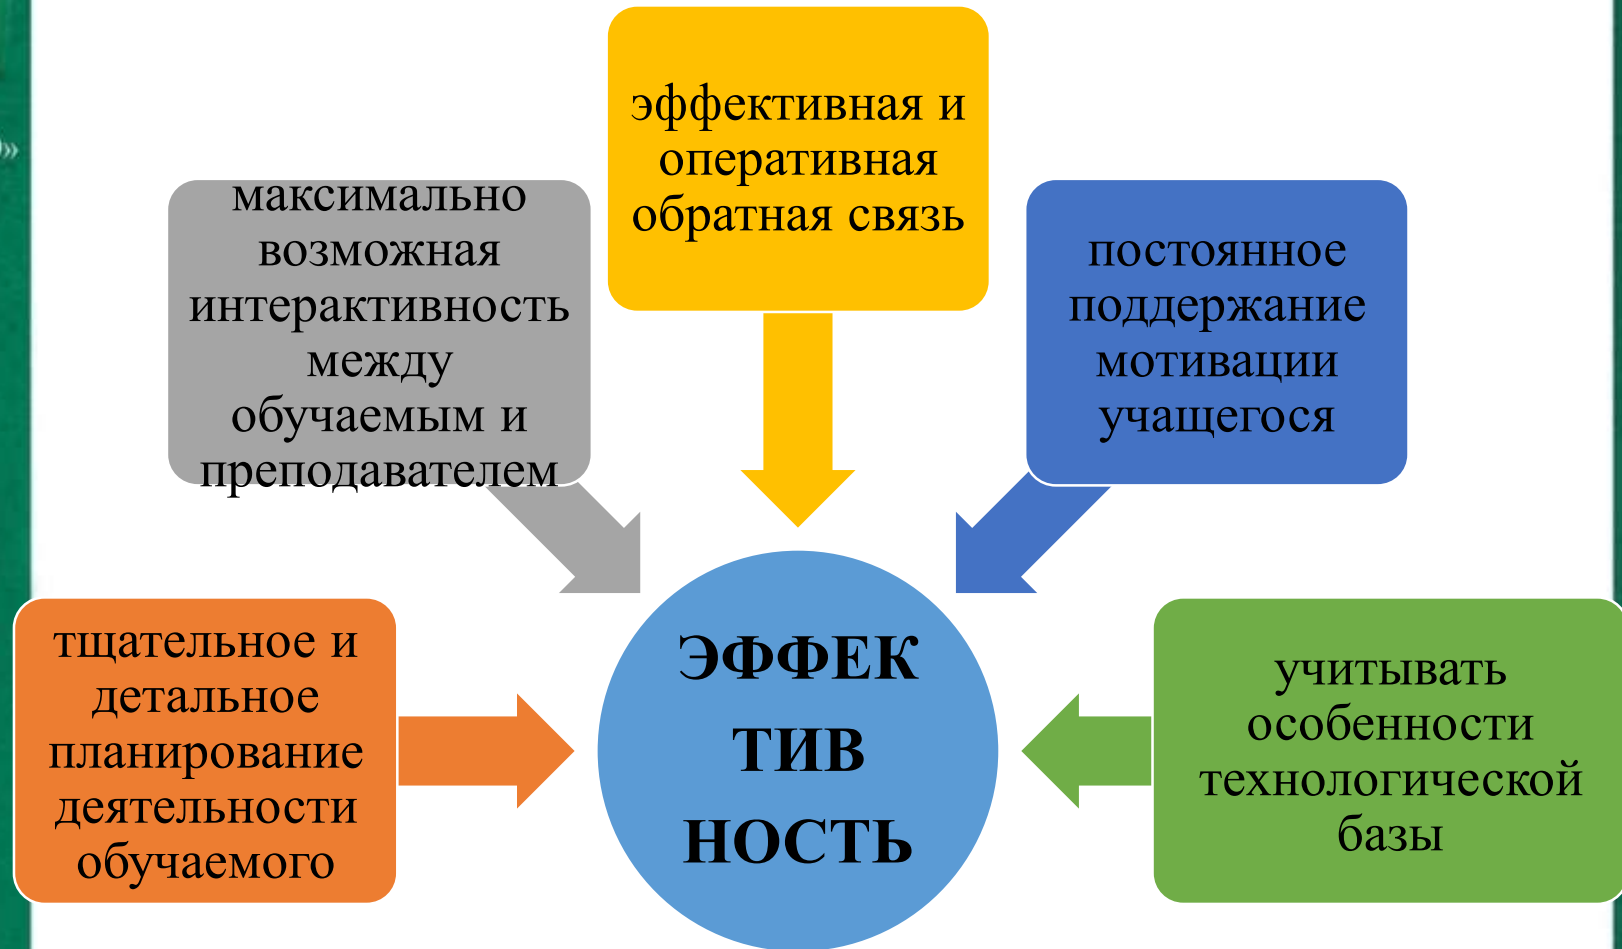 эффективная и
оперативная
обратная связь
максимально
возможная
интерактивность
между
обучаемым и
преподавателем
постоянное
поддержание
мотивации
учащегося
тщательное и
детальное
планирование
деятельности
обучаемого
ЭФФЕК
ТИВ
НОСТЬ
учитывать
особенности
технологической
базы